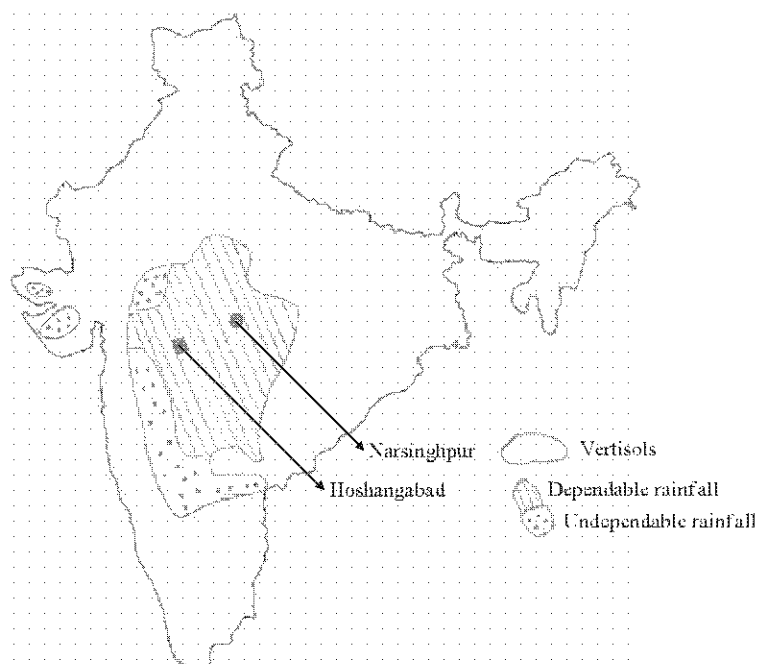 Narsinghpur
Hoshangabad
Vertisols
Dependable rainfall
Undependable rainfall